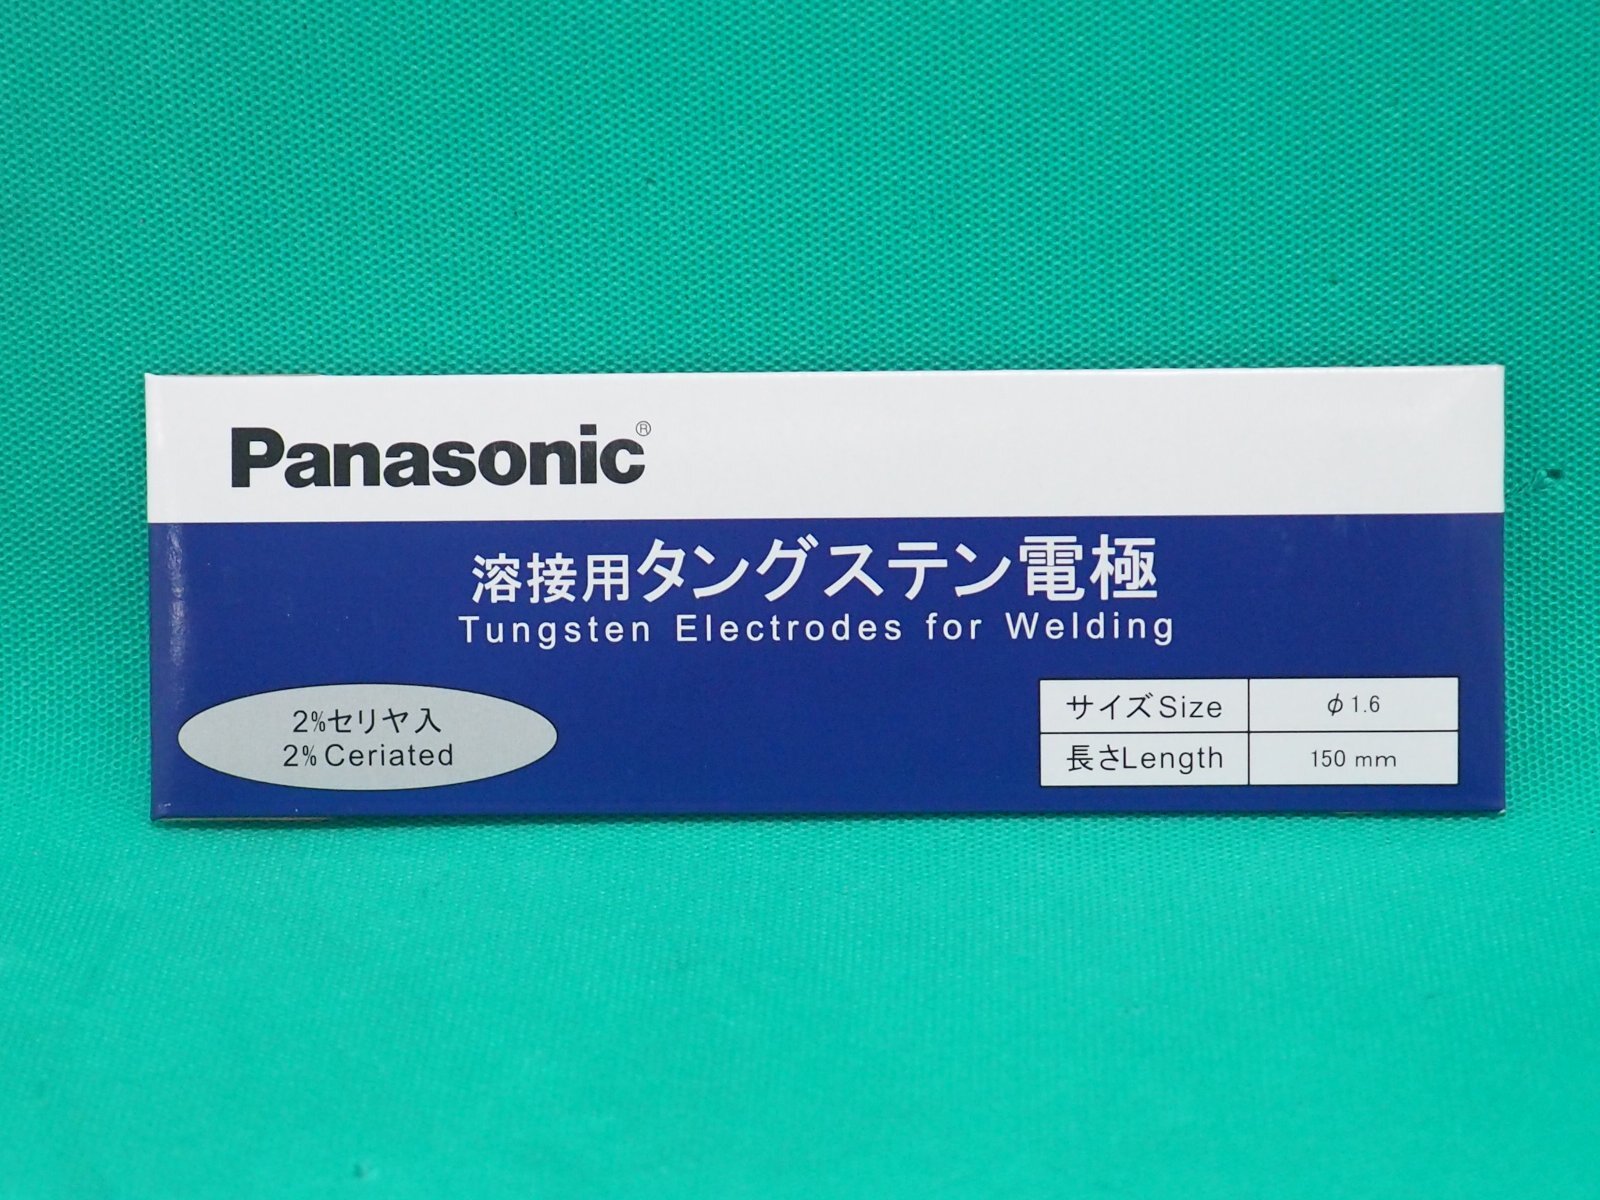 Panasonic®
溶接用タングステン電極
Tungsten Electrodes for Welding
2%セリヤ入
2% Ceriated
サイズSize φ1.6
長さLength 150 mm